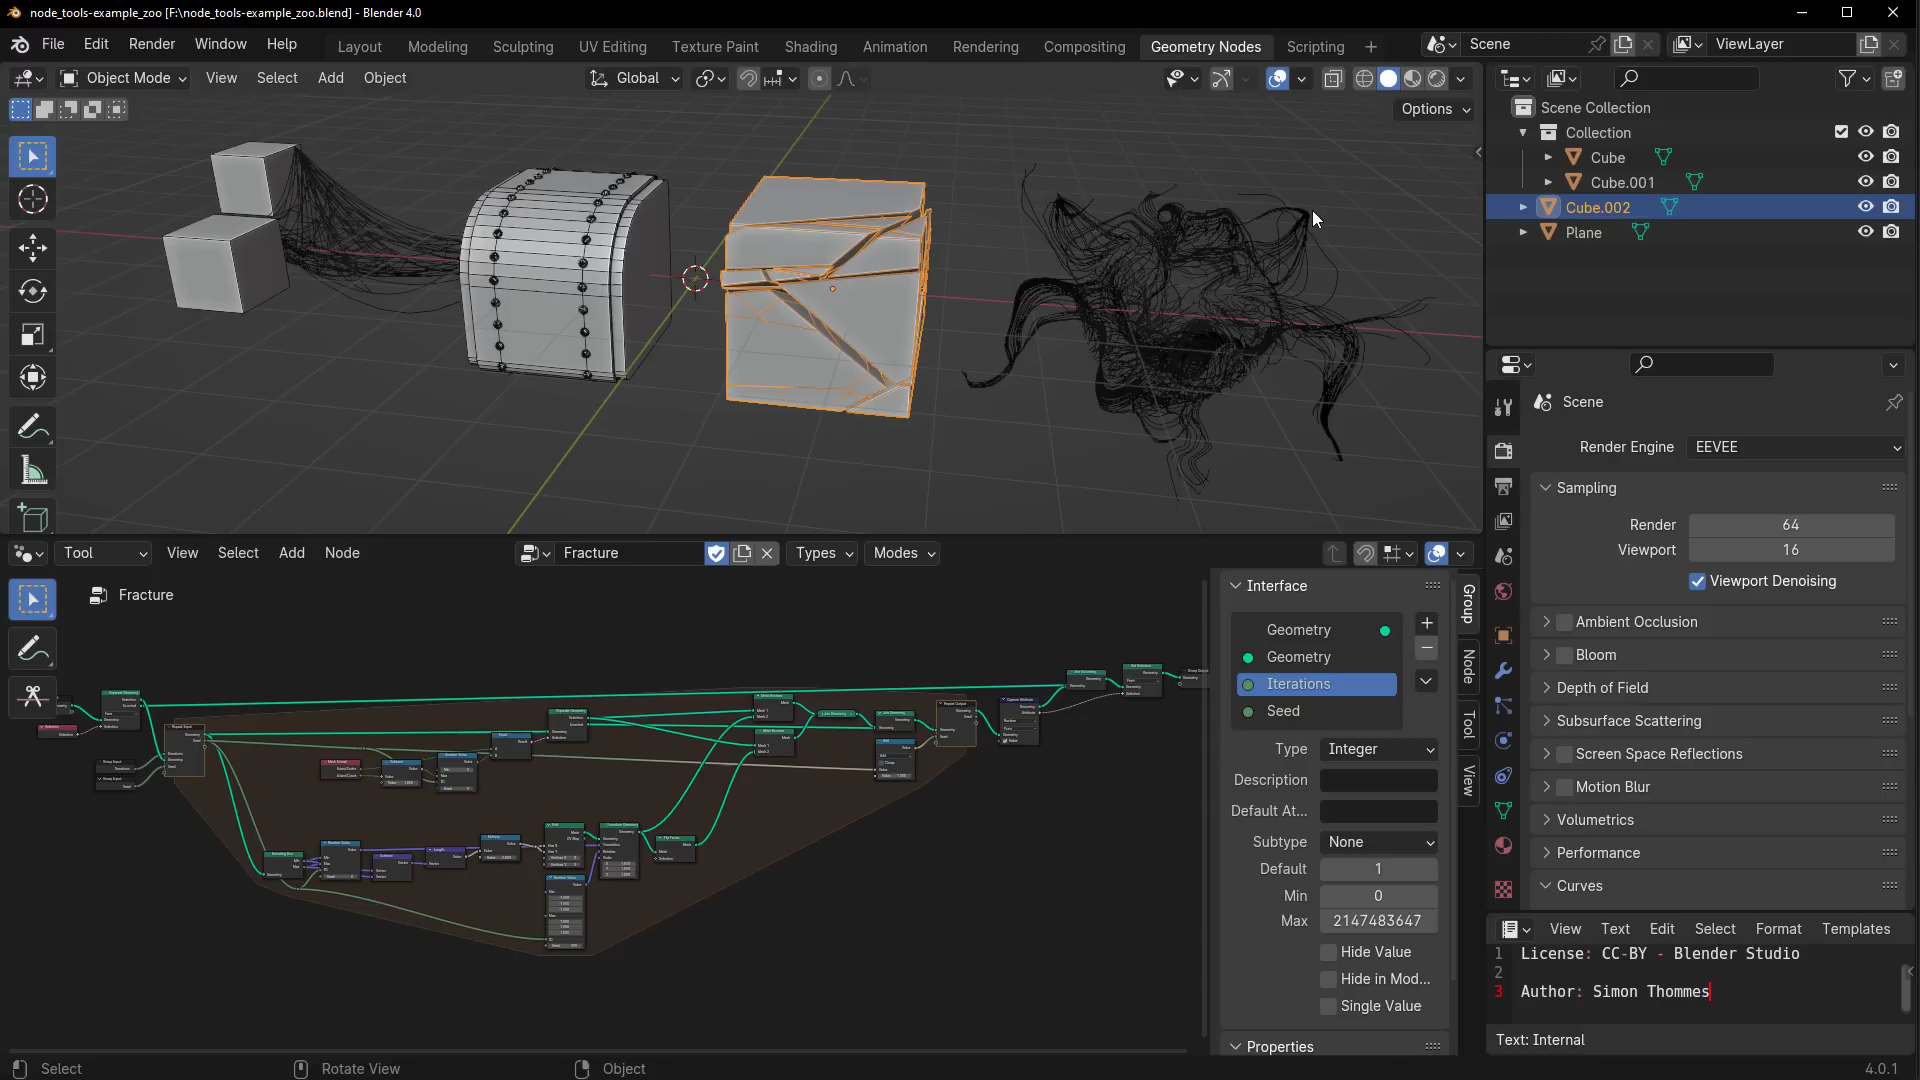 node_tools-example_zoo [F:\node_tools-example_zoo.blend] - Blender 4.0
File Edit Render Window Help
Layout Modeling Sculpting UV Editing Texture Paint Shading Animation Rendering Compositing Geometry Nodes Scripting +
Scene
ViewLayer
Object Mode View Select Add Object
Global
Options
Scene Collection
Collection
Cube
Cube.001
Cube.002
Plane
Scene
Render Engine EEVEE
Sampling
Render 64
Viewport 16
Viewport Denoising
Ambient Occlusion
Bloom
Depth of Field
Subsurface Scattering
Screen Space Reflections
Motion Blur
Volumetrics
Performance
Curves
Tool View Select Add Node
Fracture
Types
Modes
Fracture
Interface
Geometry
Geometry
Iterations
Seed
Type Integer
Description
Default At...
Subtype None
Default 1
Min 0
Max 2147483647
Hide Value
Hide in Mod...
Single Value
Properties
Group
Node
Tool
View
View Text Edit Select Format Templates
1 License: CC-BY - Blender Studio
2
3 Author: Simon Thommes
Text: Internal
Select
Rotate View
Object
4.0.1